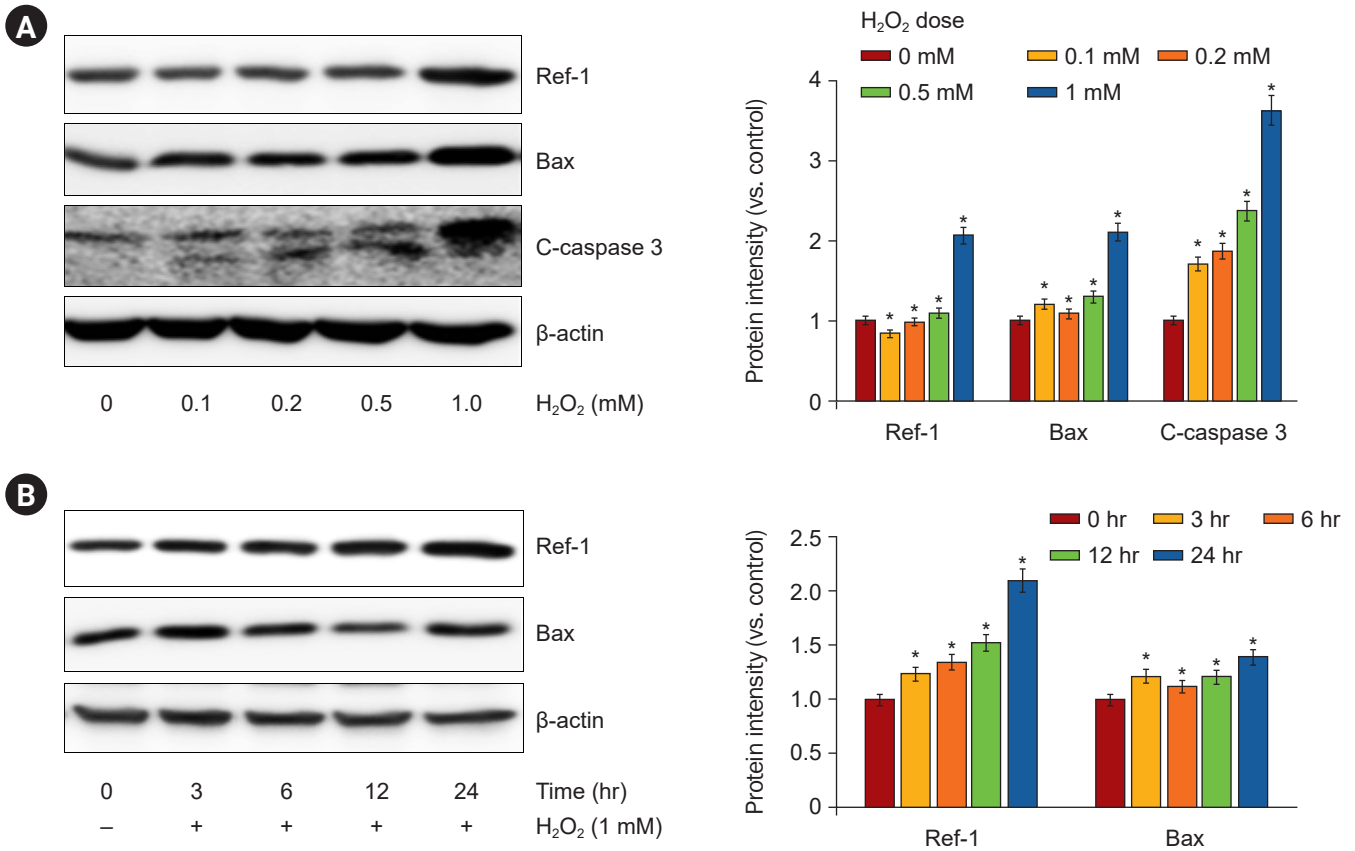 A
Ref-1
Bax
C-caspase 3
β-actin
0 0.1 0.2 0.5 1.0 H₂O₂ (mM)
H₂O₂ dose
0 mM 0.1 mM 0.2 mM
0.5 mM 1 mM
Protein intensity (vs. control)
4
3
2
1
0
* * * *
* * * *
* * * *
Ref-1 Bax C-caspase 3
B
Ref-1
Bax
β-actin
0 3 6 12 24 Time (hr)
– + + + + H₂O₂ (1 mM)
0 hr 3 hr 6 hr
12 hr 24 hr
Protein intensity (vs. control)
2.5
2.0
1.5
1.0
0.5
0
* * * *
* * * *
Ref-1 Bax